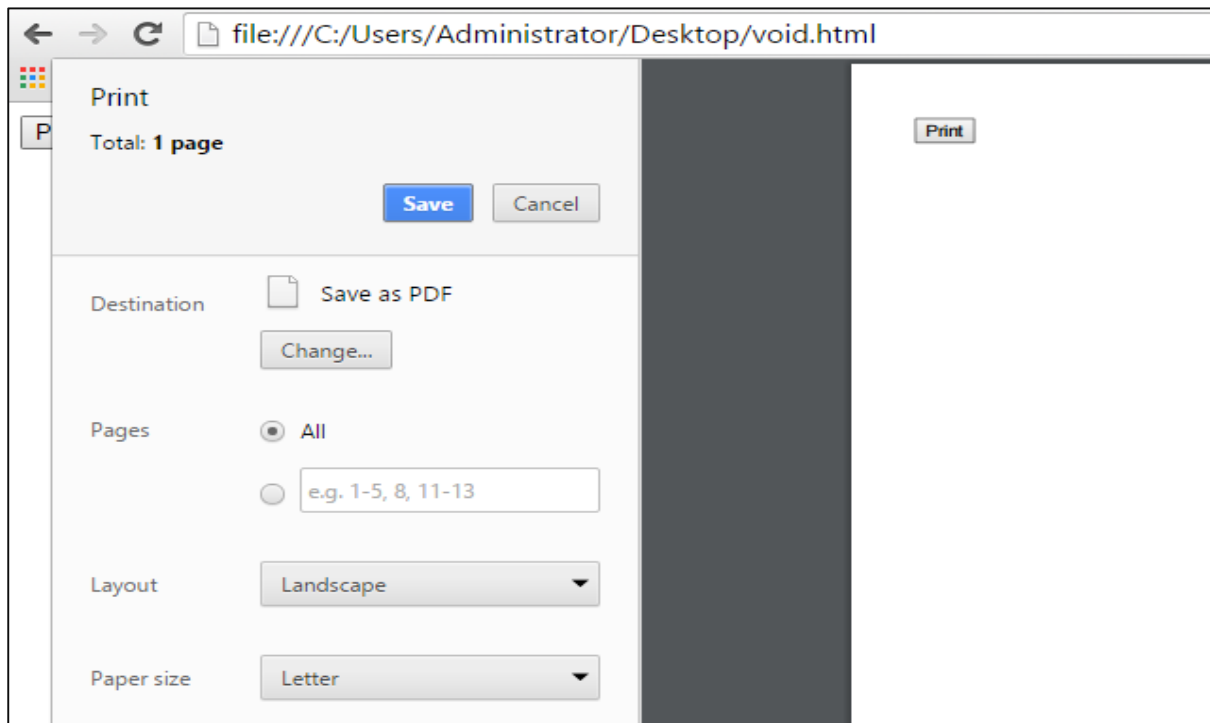 file:///C:/Users/Administrator/Desktop/void.html
P
Print
Total: 1 page
Save Cancel
Destination Save as PDF
Change...
Pages All
e.g. 1-5, 8, 11-13
Layout Landscape
Paper size Letter
Print